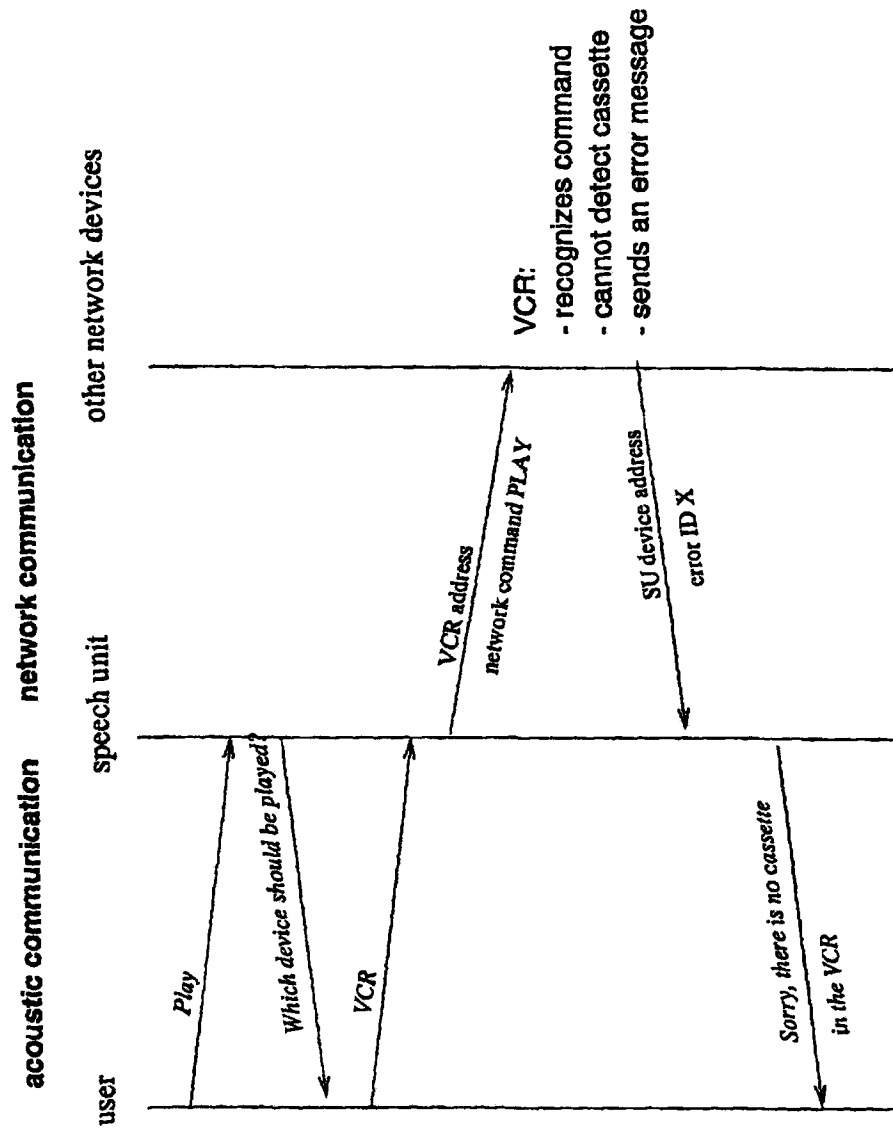 acoustic communication    network communication
user    speech unit    other network devices
Play
Which device should be played?
VCR
VCR address
network command PLAY
VCR:
- recognizes command
- cannot detect cassette
- sends an error message
SU device address
error ID X
Sorry, there is no cassette
in the VCR